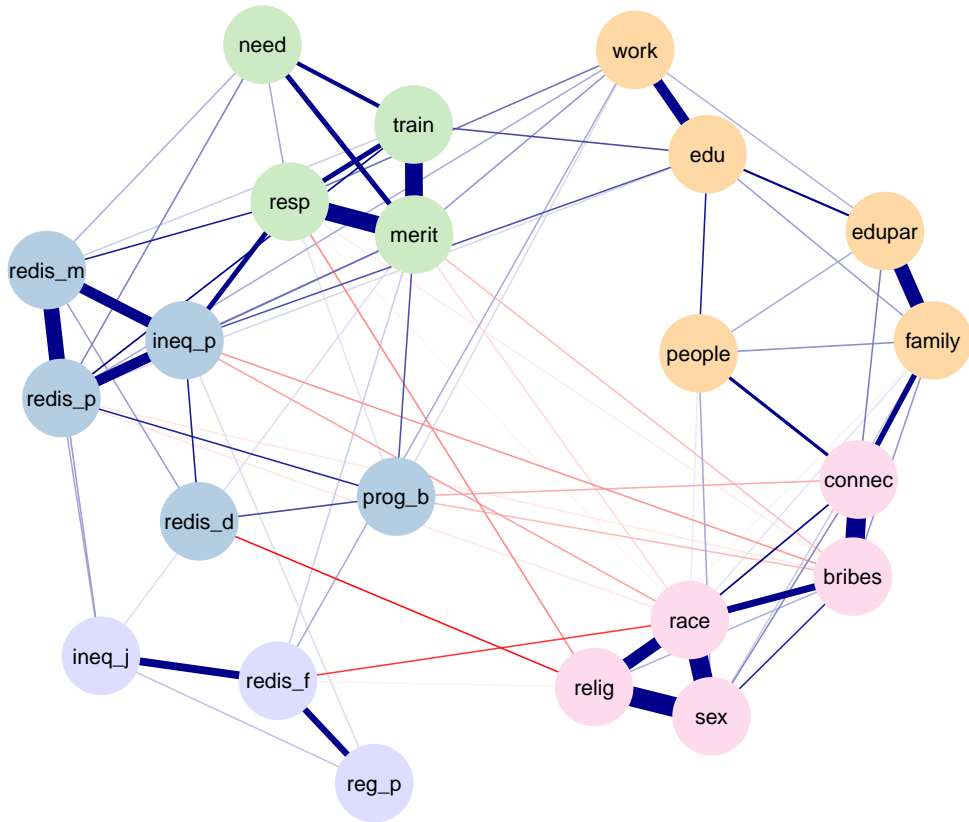 need
work
train
edu
resp
merit
edupar
redis_m
ineq_p
people
family
redis_p
connec
prog_b
redis_d
bribes
race
ineq_j
redis_f
relig
sex
reg_p